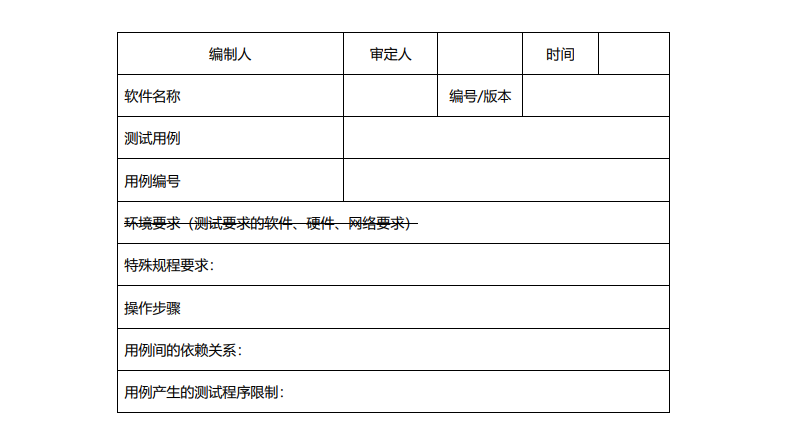 编制人 审定人 时间
软件名称 编号/版本
测试用例
用例编号
环境要求（测试要求的软件、硬件、网络要求）
特殊规程要求：
操作步骤
用例间的依赖关系：
用例产生的测试程序限制：